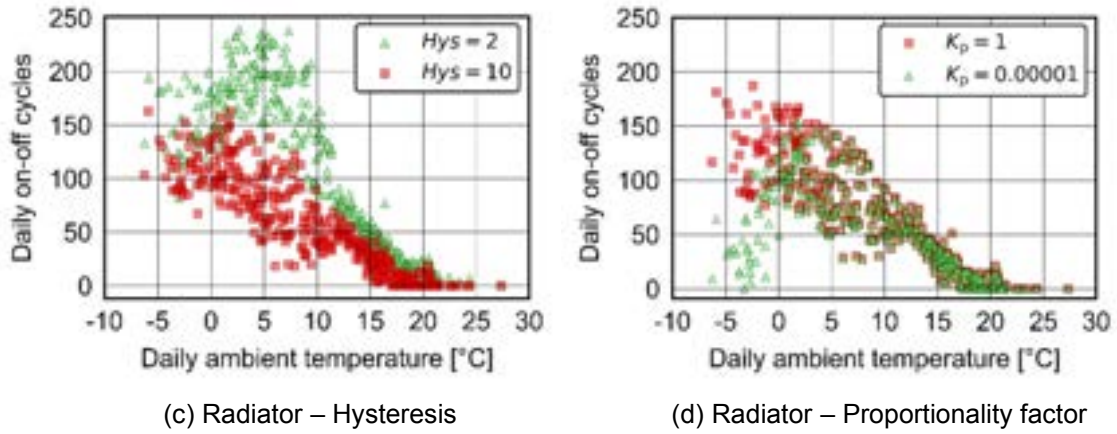 250
200
150
100
50
0
Daily on-off cycles
Hys = 2
Hys = 10
-10 -5 0 5 10 15 20 25 30
Daily ambient temperature [°C]
(c) Radiator – Hysteresis
250
200
150
100
50
0
Daily on-off cycles
Kp = 1
Kp = 0.00001
-10 -5 0 5 10 15 20 25 30
Daily ambient temperature [°C]
(d) Radiator – Proportionality factor